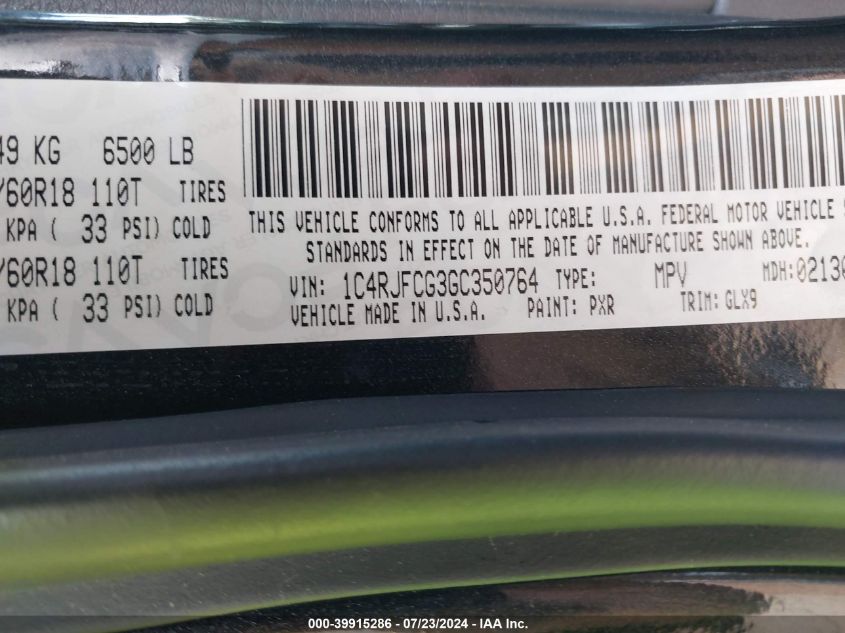 49 KG 6500 LB
/60R18 110T TIRES
KPA ( 33 PSI) COLD
/60R18 110T TIRES
KPA ( 33 PSI) COLD
THIS VEHICLE CONFORMS TO ALL APPLICABLE U.S.A. FEDERAL MOTOR VEHICLE
STANDARDS IN EFFECT ON THE DATE OF MANUFACTURE SHOWN ABOVE.
VIN: 1C4RJFCG3GC350764 TYPE: MPV MDH:02130
VEHICLE MADE IN U.S.A. PAINT: PXR TRIM: GLX9
000-39915286 - 07/23/2024 - IAA Inc.